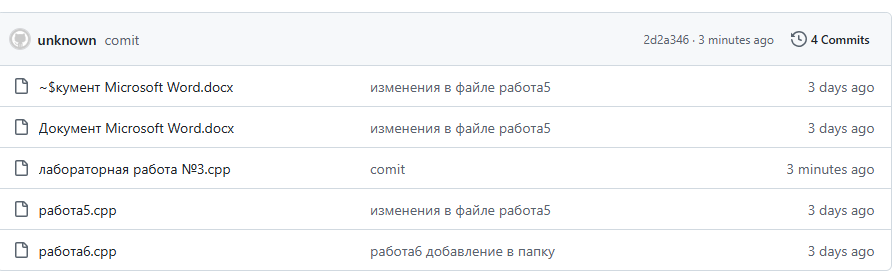 unknown comit 2d2a346 · 3 minutes ago 4 Commits
~$кумент Microsoft Word.docx изменения в файле работа5 3 days ago
Документ Microsoft Word.docx изменения в файле работа5 3 days ago
лабораторная работа №3.cpp comit 3 minutes ago
работа5.cpp изменения в файле работа5 3 days ago
работа6.cpp работа6 добавление в папку 3 days ago